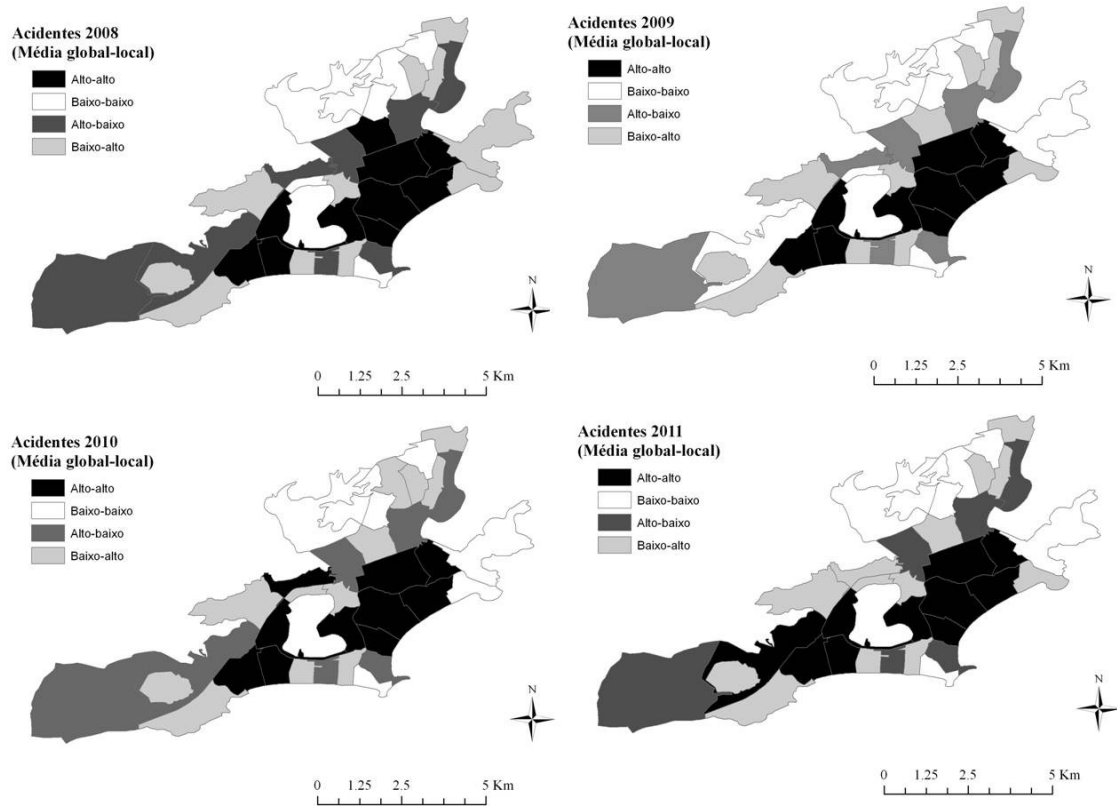 Acidentes 2008
(Média global-local)
Alto-alto
Baixo-baixo
Alto-baixo
Baixo-alto
N
0 1.25 2.5 5 Km
Acidentes 2009
(Média global-local)
Alto-alto
Baixo-baixo
Alto-baixo
Baixo-alto
N
0 1.25 2.5 5 Km
Acidentes 2010
(Média global-local)
Alto-alto
Baixo-baixo
Alto-baixo
Baixo-alto
N
0 1.25 2.5 5 Km
Acidentes 2011
(Média global-local)
Alto-alto
Baixo-baixo
Alto-baixo
Baixo-alto
N
0 1.25 2.5 5 Km